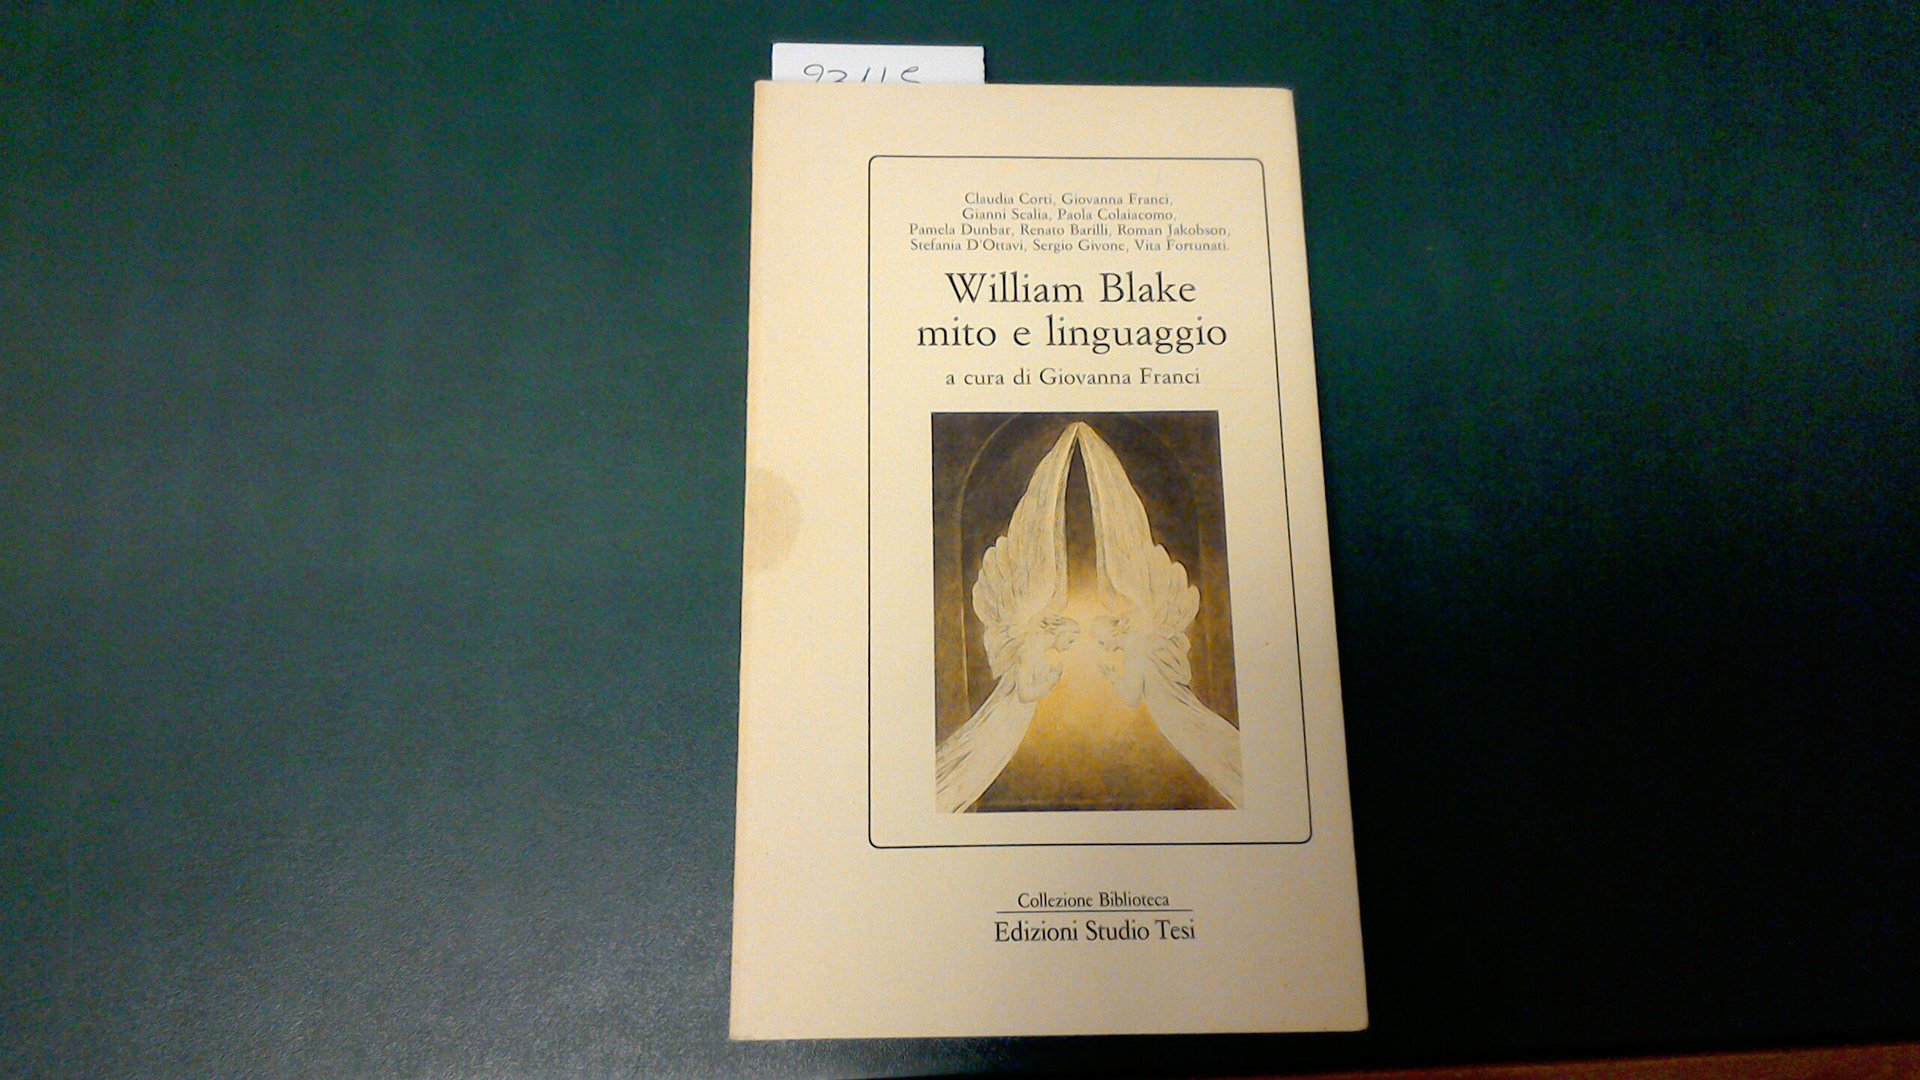 Claudia Corti, Giovanna Franci,
Gianni Scalia, Paola Colaiacomo,
Pamela Dunbar, Renato Barilli, Roman Jakobson,
Stefania D'Ottavi, Sergio Givone, Vita Fortunati.
William Blake
mito e linguaggio
a cura di Giovanna Franci
Collezione Biblioteca
Edizioni Studio Tesi